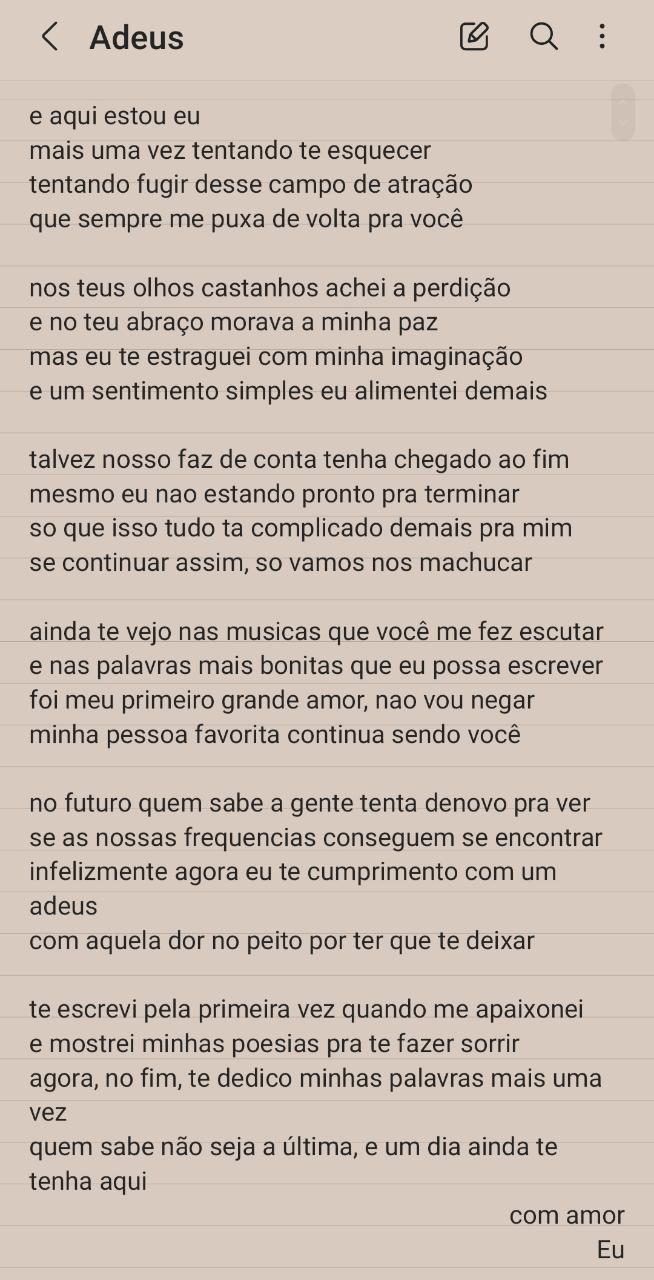 Adeus
e aqui estou eu
mais uma vez tentando te esquecer
tentando fugir desse campo de atração
que sempre me puxa de volta pra você
nos teus olhos castanhos achei a perdição
e no teu abraço morava a minha paz
mas eu te estraguei com minha imaginação
e um sentimento simples eu alimentei demais
talvez nosso faz de conta tenha chegado ao fim
mesmo eu nao estando pronto pra terminar
so que isso tudo ta complicado demais pra mim
se continuar assim, so vamos nos machucar
ainda te vejo nas musicas que você me fez escutar
e nas palavras mais bonitas que eu possa escrever
foi meu primeiro grande amor, nao vou negar
minha pessoa favorita continua sendo você
no futuro quem sabe a gente tenta denovo pra ver
se as nossas frequencias conseguem se encontrar
infelizmente agora eu te cumprimento com um
adeus
com aquela dor no peito por ter que te deixar
te escrevi pela primeira vez quando me apaixonei
e mostrei minhas poesias pra te fazer sorrir
agora, no fim, te dedico minhas palavras mais uma
vez
quem sabe não seja a última, e um dia ainda te
tenha aqui
com amor
Eu